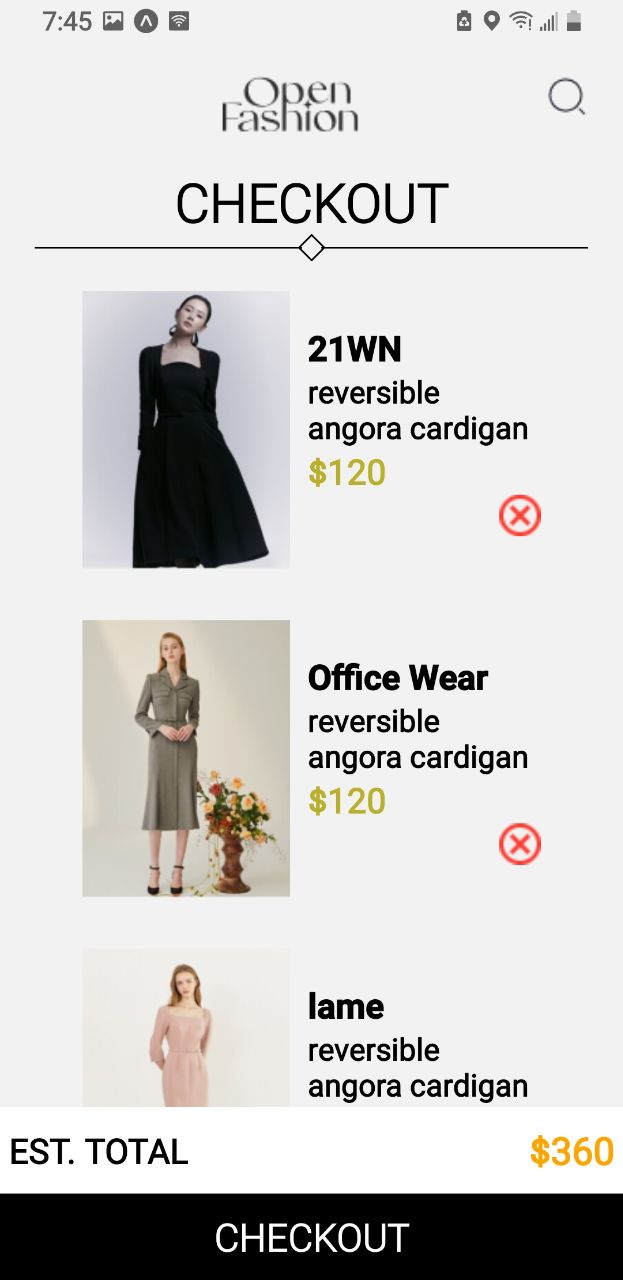 7:45
Open
Fashion
CHECKOUT
21WN
reversible
angora cardigan
$120
Office Wear
reversible
angora cardigan
$120
lame
reversible
angora cardigan
EST. TOTAL $360
CHECKOUT